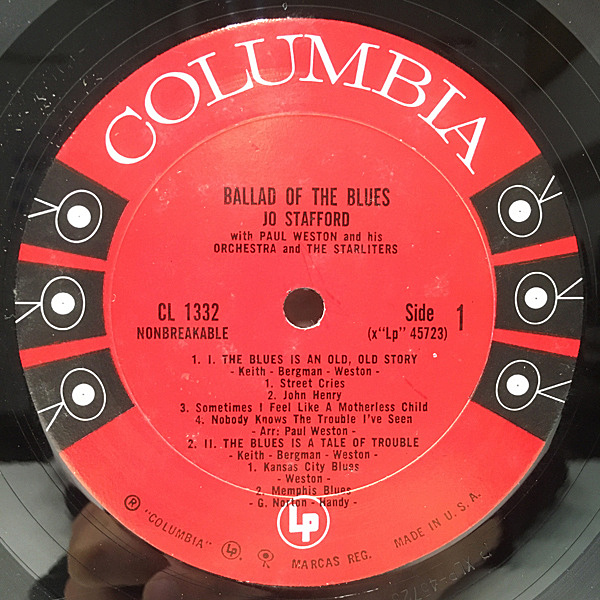 COLUMBIA
BALLAD OF THE BLUES
JO STAFFORD
with PAUL WESTON and his
ORCHESTRA and THE STARLITERS
CL 1332
NONBREAKABLE
Side 1
(x"Lp" 45723)
1. I. THE BLUES IS AN OLD, OLD STORY
- Keith - Bergman - Weston -
1. Street Cries
2. John Henry
3. Sometimes I Feel Like A Motherless Child
4. Nobody Knows The Trouble I've Seen
- Arr: Paul Weston -
2. II. THE BLUES IS A TALE OF TROUBLE
- Keith - Bergman - Weston -
1. Kansas City Blues
- Weston -
2. Memphis Blues
- G. Norton - Handy -
Lp
® "COLUMBIA" Lp. MARCAS REG. MADE IN U.S.A.